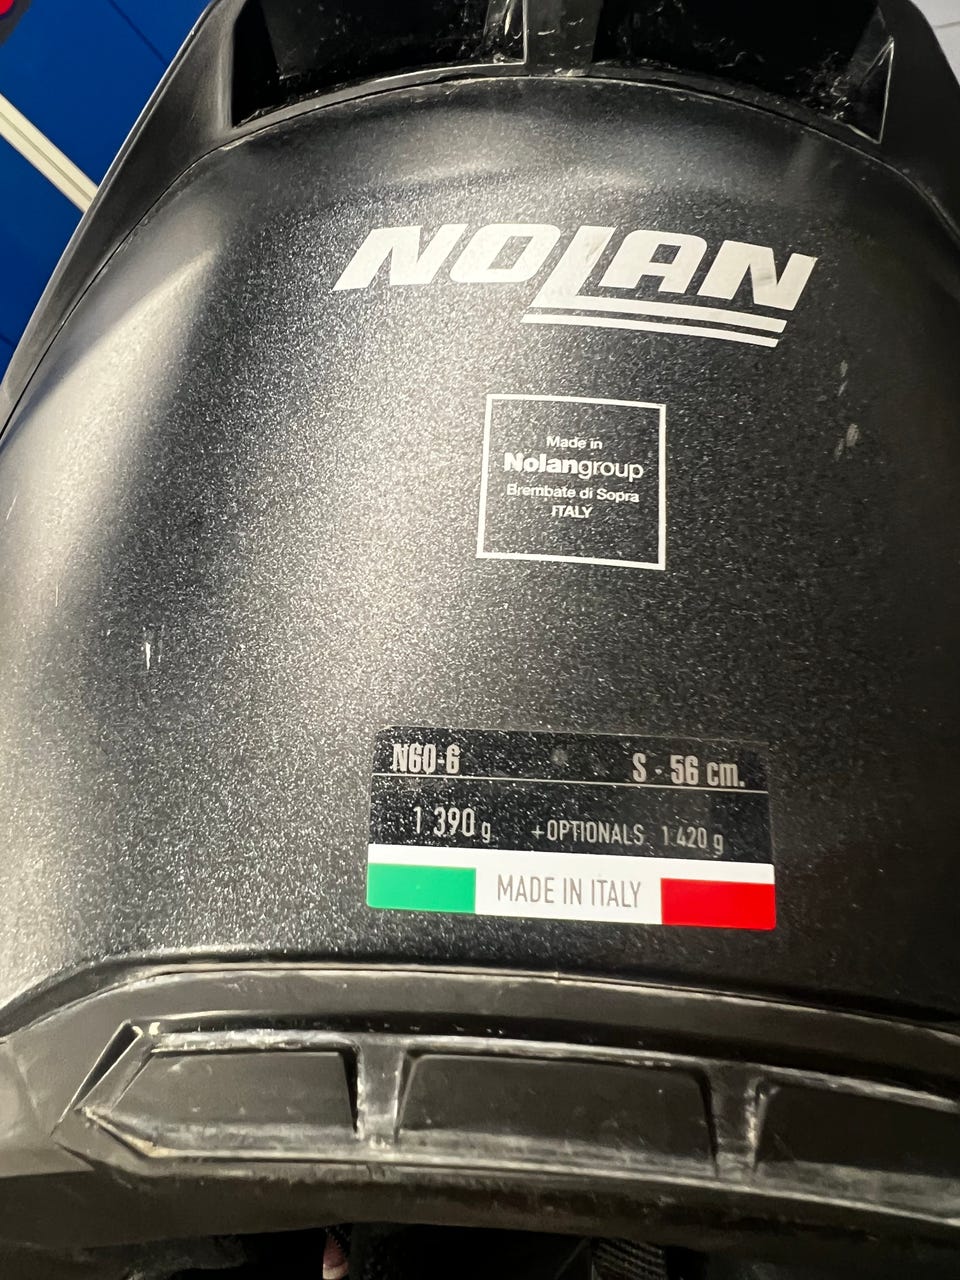 NOLAN
Made in
Nolangroup
Brembate di Sopra
ITALY
N60-6 S - 56 cm.
1 390 g +OPTIONALS 1 420 g
MADE IN ITALY